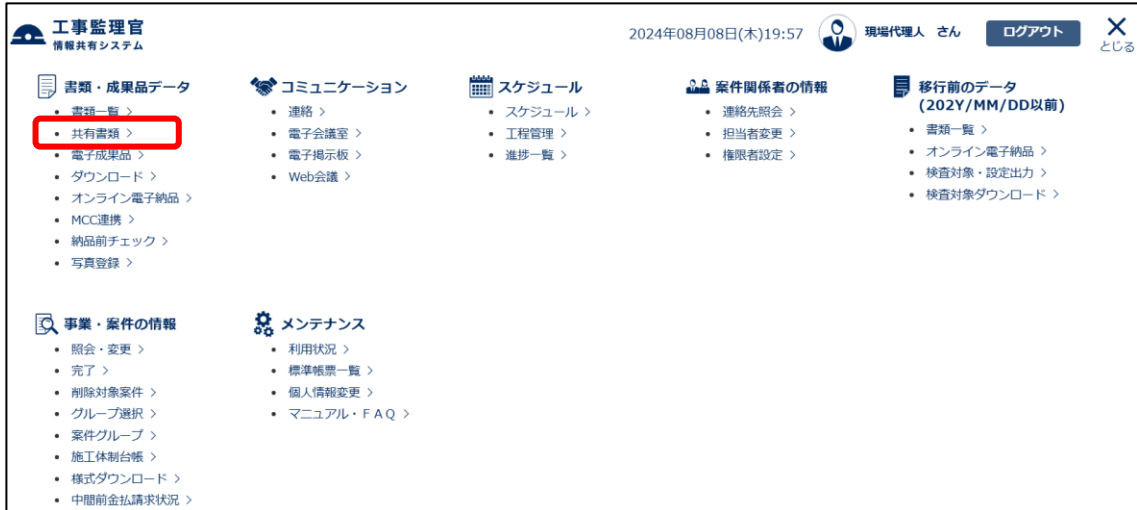 工事監理官
情報共有システム
2024年08月08日(木)19:57
現場代理人 さん
ログアウト
とじる
書類・成果品データ
書類一覧 >
共有書類 >
電子成果品 >
ダウンロード >
オンライン電子納品 >
MCC連携 >
納品前チェック >
写真登録 >
コミュニケーション
連絡 >
電子会議室 >
電子掲示板 >
Web会議 >
スケジュール
スケジュール >
工程管理 >
進捗一覧 >
案件関係者の情報
連絡先照会 >
担当者変更 >
権限者設定 >
移行前のデータ
(202Y/MM/DD以前)
書類一覧 >
オンライン電子納品 >
検査対象・設定出力 >
検査対象ダウンロード >
事業・案件の情報
照会・変更 >
完了 >
削除対象案件 >
グループ選択 >
案件グループ >
施工体制台帳 >
様式ダウンロード >
中間前金払請求状況 >
メンテナンス
利用状況 >
標準帳票一覧 >
個人情報変更 >
マニュアル・ＦＡＱ >